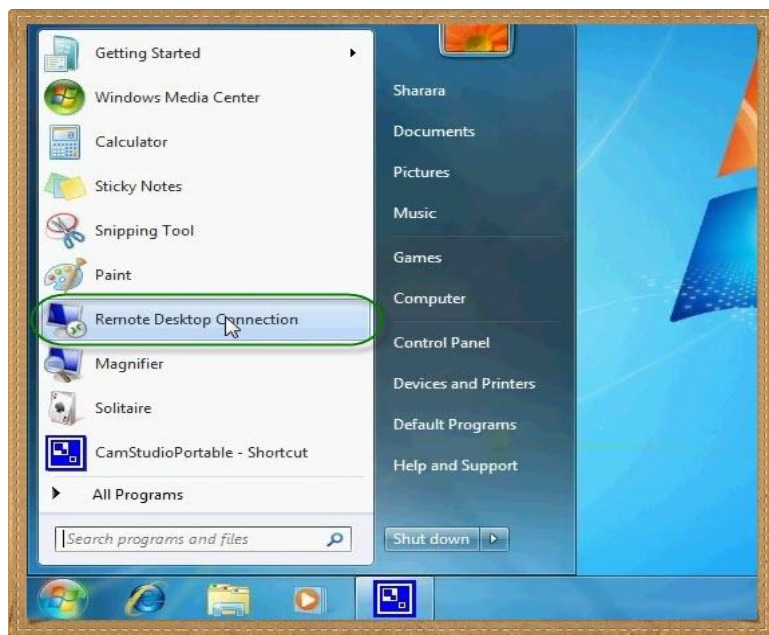 Getting Started
Windows Media Center
Calculator
Sticky Notes
Snipping Tool
Paint
Remote Desktop Connection
Magnifier
Solitaire
CamStudioPortable - Shortcut
All Programs
Search programs and files
Sharara
Documents
Pictures
Music
Games
Computer
Control Panel
Devices and Printers
Default Programs
Help and Support
Shut down